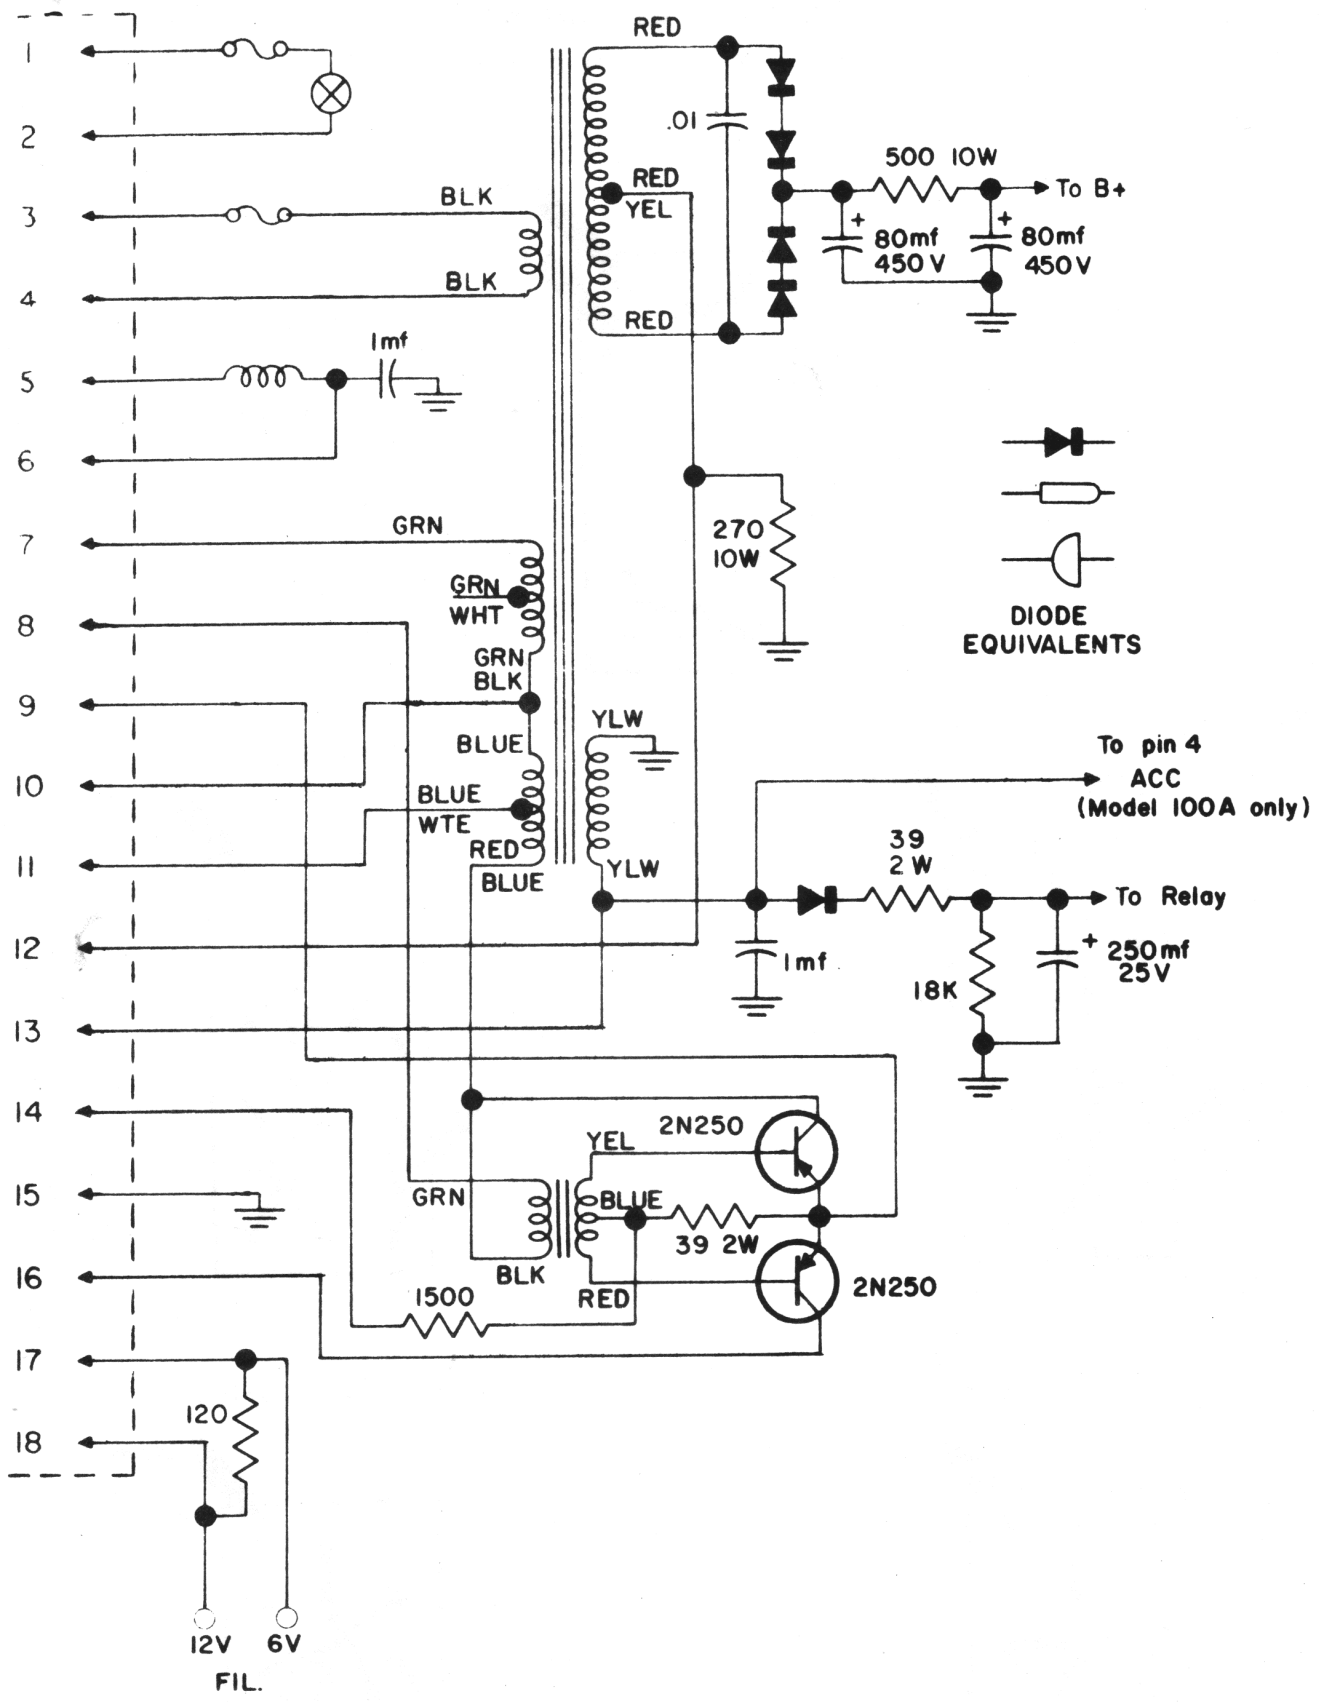 1
2
3
4
5
6
7
8
9
10
11
12
13
14
15
16
17
18
RED
.01
RED
YEL
RED
500 10W
To B+
+
80mf
450V
+
80mf
450V
BLK
BLK
1mf
GRN
GRN
WHT
GRN
BLK
BLUE
BLUE
WTE
RED
BLUE
270
10W
DIODE
EQUIVALENTS
YLW
YLW
To pin 4
ACC
(Model 100A only)
39
2W
To Relay
1mf
18K
+
250mf
25V
2N250
YEL
GRN
BLUE
39 2W
BLK
RED
2N250
1500
120
12V 6V
FIL.